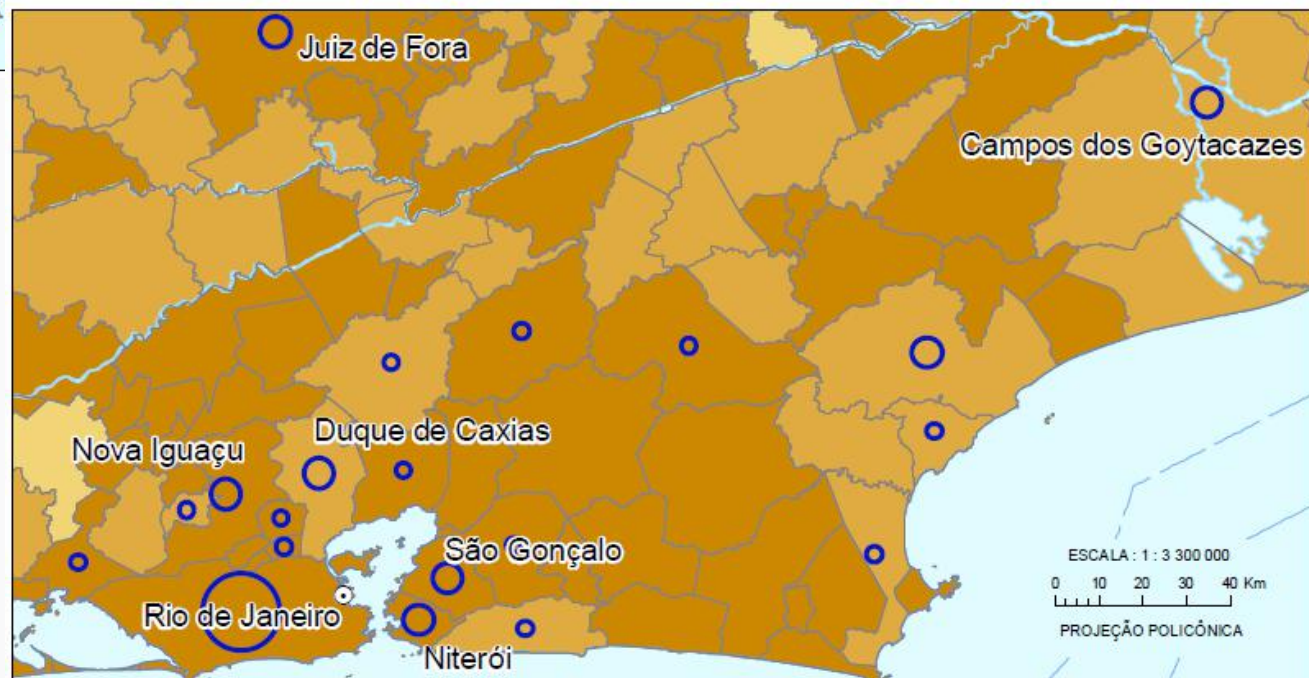 Juiz de Fora
Campos dos Goytacazes
Duque de Caxias
Nova Iguaçu
São Gonçalo
Rio de Janeiro
Niterói
ESCALA : 1 : 3 300 000
0 10 20 30 40 Km
PROJEÇÃO POLICÔNICA